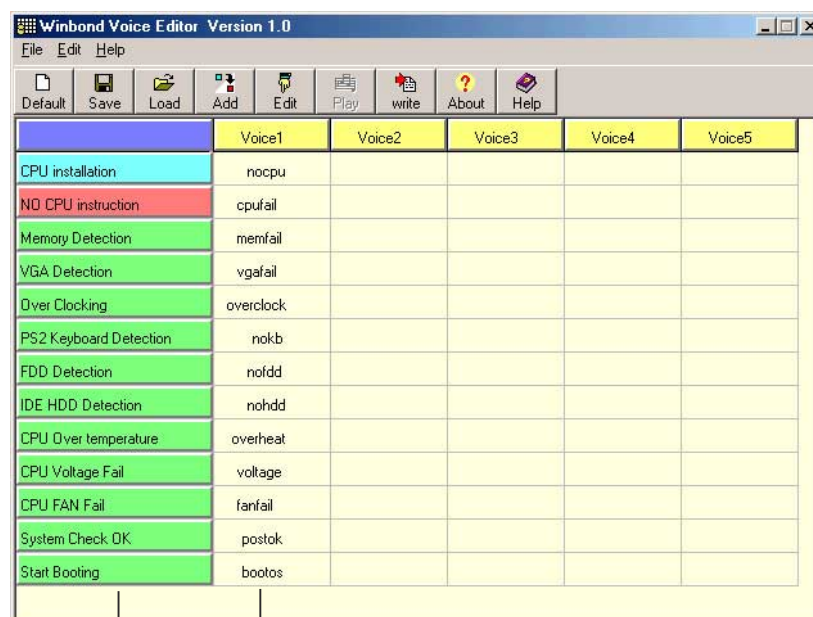 Winbond Voice Editor Version 1.0
File Edit Help
Default Save Load Add Edit Play write About Help
Voice1 Voice2 Voice3 Voice4 Voice5
CPU installation nocpu
NO CPU instruction cpufail
Memory Detection memfail
VGA Detection vgafail
Over Clocking overclock
PS2 Keyboard Detection nokb
FDD Detection nofdd
IDE HDD Detection nohdd
CPU Over temperature overheat
CPU Voltage Fail voltage
CPU FAN Fail fanfail
System Check OK postok
Start Booting bootos